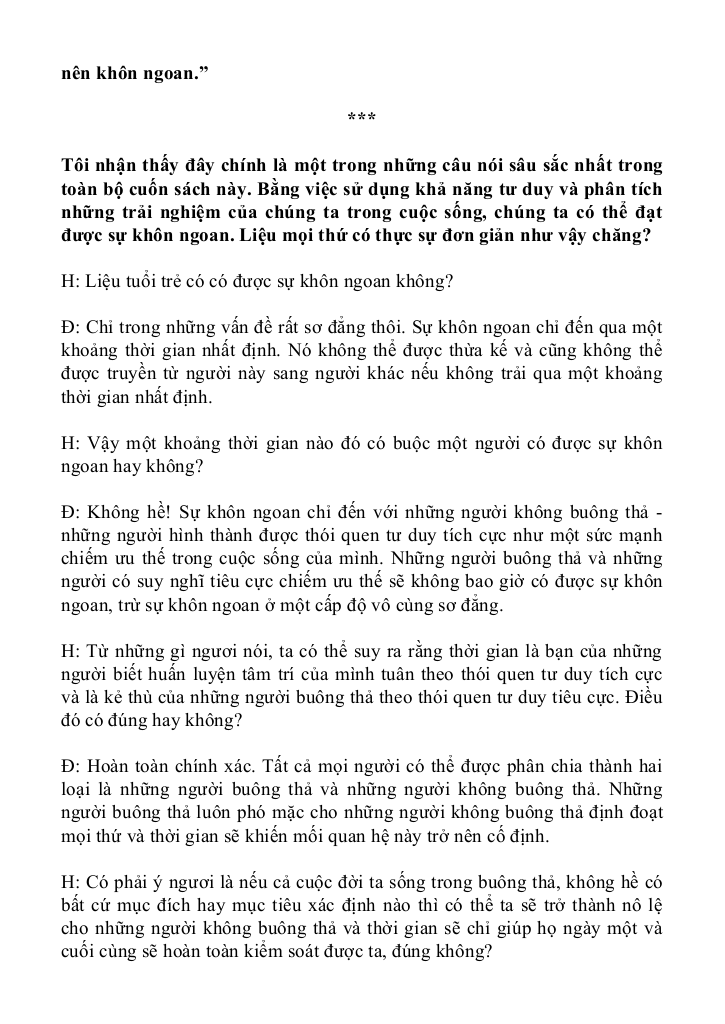 nên khôn ngoan.”
***
Tôi nhận thấy đây chính là một trong những câu nói sâu sắc nhất trong
toàn bộ cuốn sách này. Bằng việc sử dụng khả năng tư duy và phân tích
những trải nghiệm của chúng ta trong cuộc sống, chúng ta có thể đạt
được sự khôn ngoan. Liệu mọi thứ có thực sự đơn giản như vậy chăng?
H: Liệu tuổi trẻ có có được sự khôn ngoan không?
Đ: Chỉ trong những vấn đề rất sơ đẳng thôi. Sự khôn ngoan chỉ đến qua một
khoảng thời gian nhất định. Nó không thể được thừa kế và cũng không thể
được truyền từ người này sang người khác nếu không trải qua một khoảng
thời gian nhất định.
H: Vậy một khoảng thời gian nào đó có buộc một người có được sự khôn
ngoan hay không?
Đ: Không hề! Sự khôn ngoan chỉ đến với những người không buông thả -
những người hình thành được thói quen tư duy tích cực như một sức mạnh
chiếm ưu thế trong cuộc sống của mình. Những người buông thả và những
người có suy nghĩ tiêu cực chiếm ưu thế sẽ không bao giờ có được sự khôn
ngoan, trừ sự khôn ngoan ở một cấp độ vô cùng sơ đẳng.
H: Từ những gì ngươi nói, ta có thể suy ra rằng thời gian là bạn của những
người biết huấn luyện tâm trí của mình tuân theo thói quen tư duy tích cực
và là kẻ thù của những người buông thả theo thói quen tư duy tiêu cực. Điều
đó có đúng hay không?
Đ: Hoàn toàn chính xác. Tất cả mọi người có thể được phân chia thành hai
loại là những người buông thả và những người không buông thả. Những
người buông thả luôn phó mặc cho những người không buông thả định đoạt
mọi thứ và thời gian sẽ khiến mối quan hệ này trở nên cố định.
H: Có phải ý ngươi là nếu cả cuộc đời ta sống trong buông thả, không hề có
bất cứ mục đích hay mục tiêu xác định nào thì có thể ta sẽ trở thành nô lệ
cho những người không buông thả và thời gian sẽ chỉ giúp họ ngày một và
cuối cùng sẽ hoàn toàn kiểm soát được ta, đúng không?